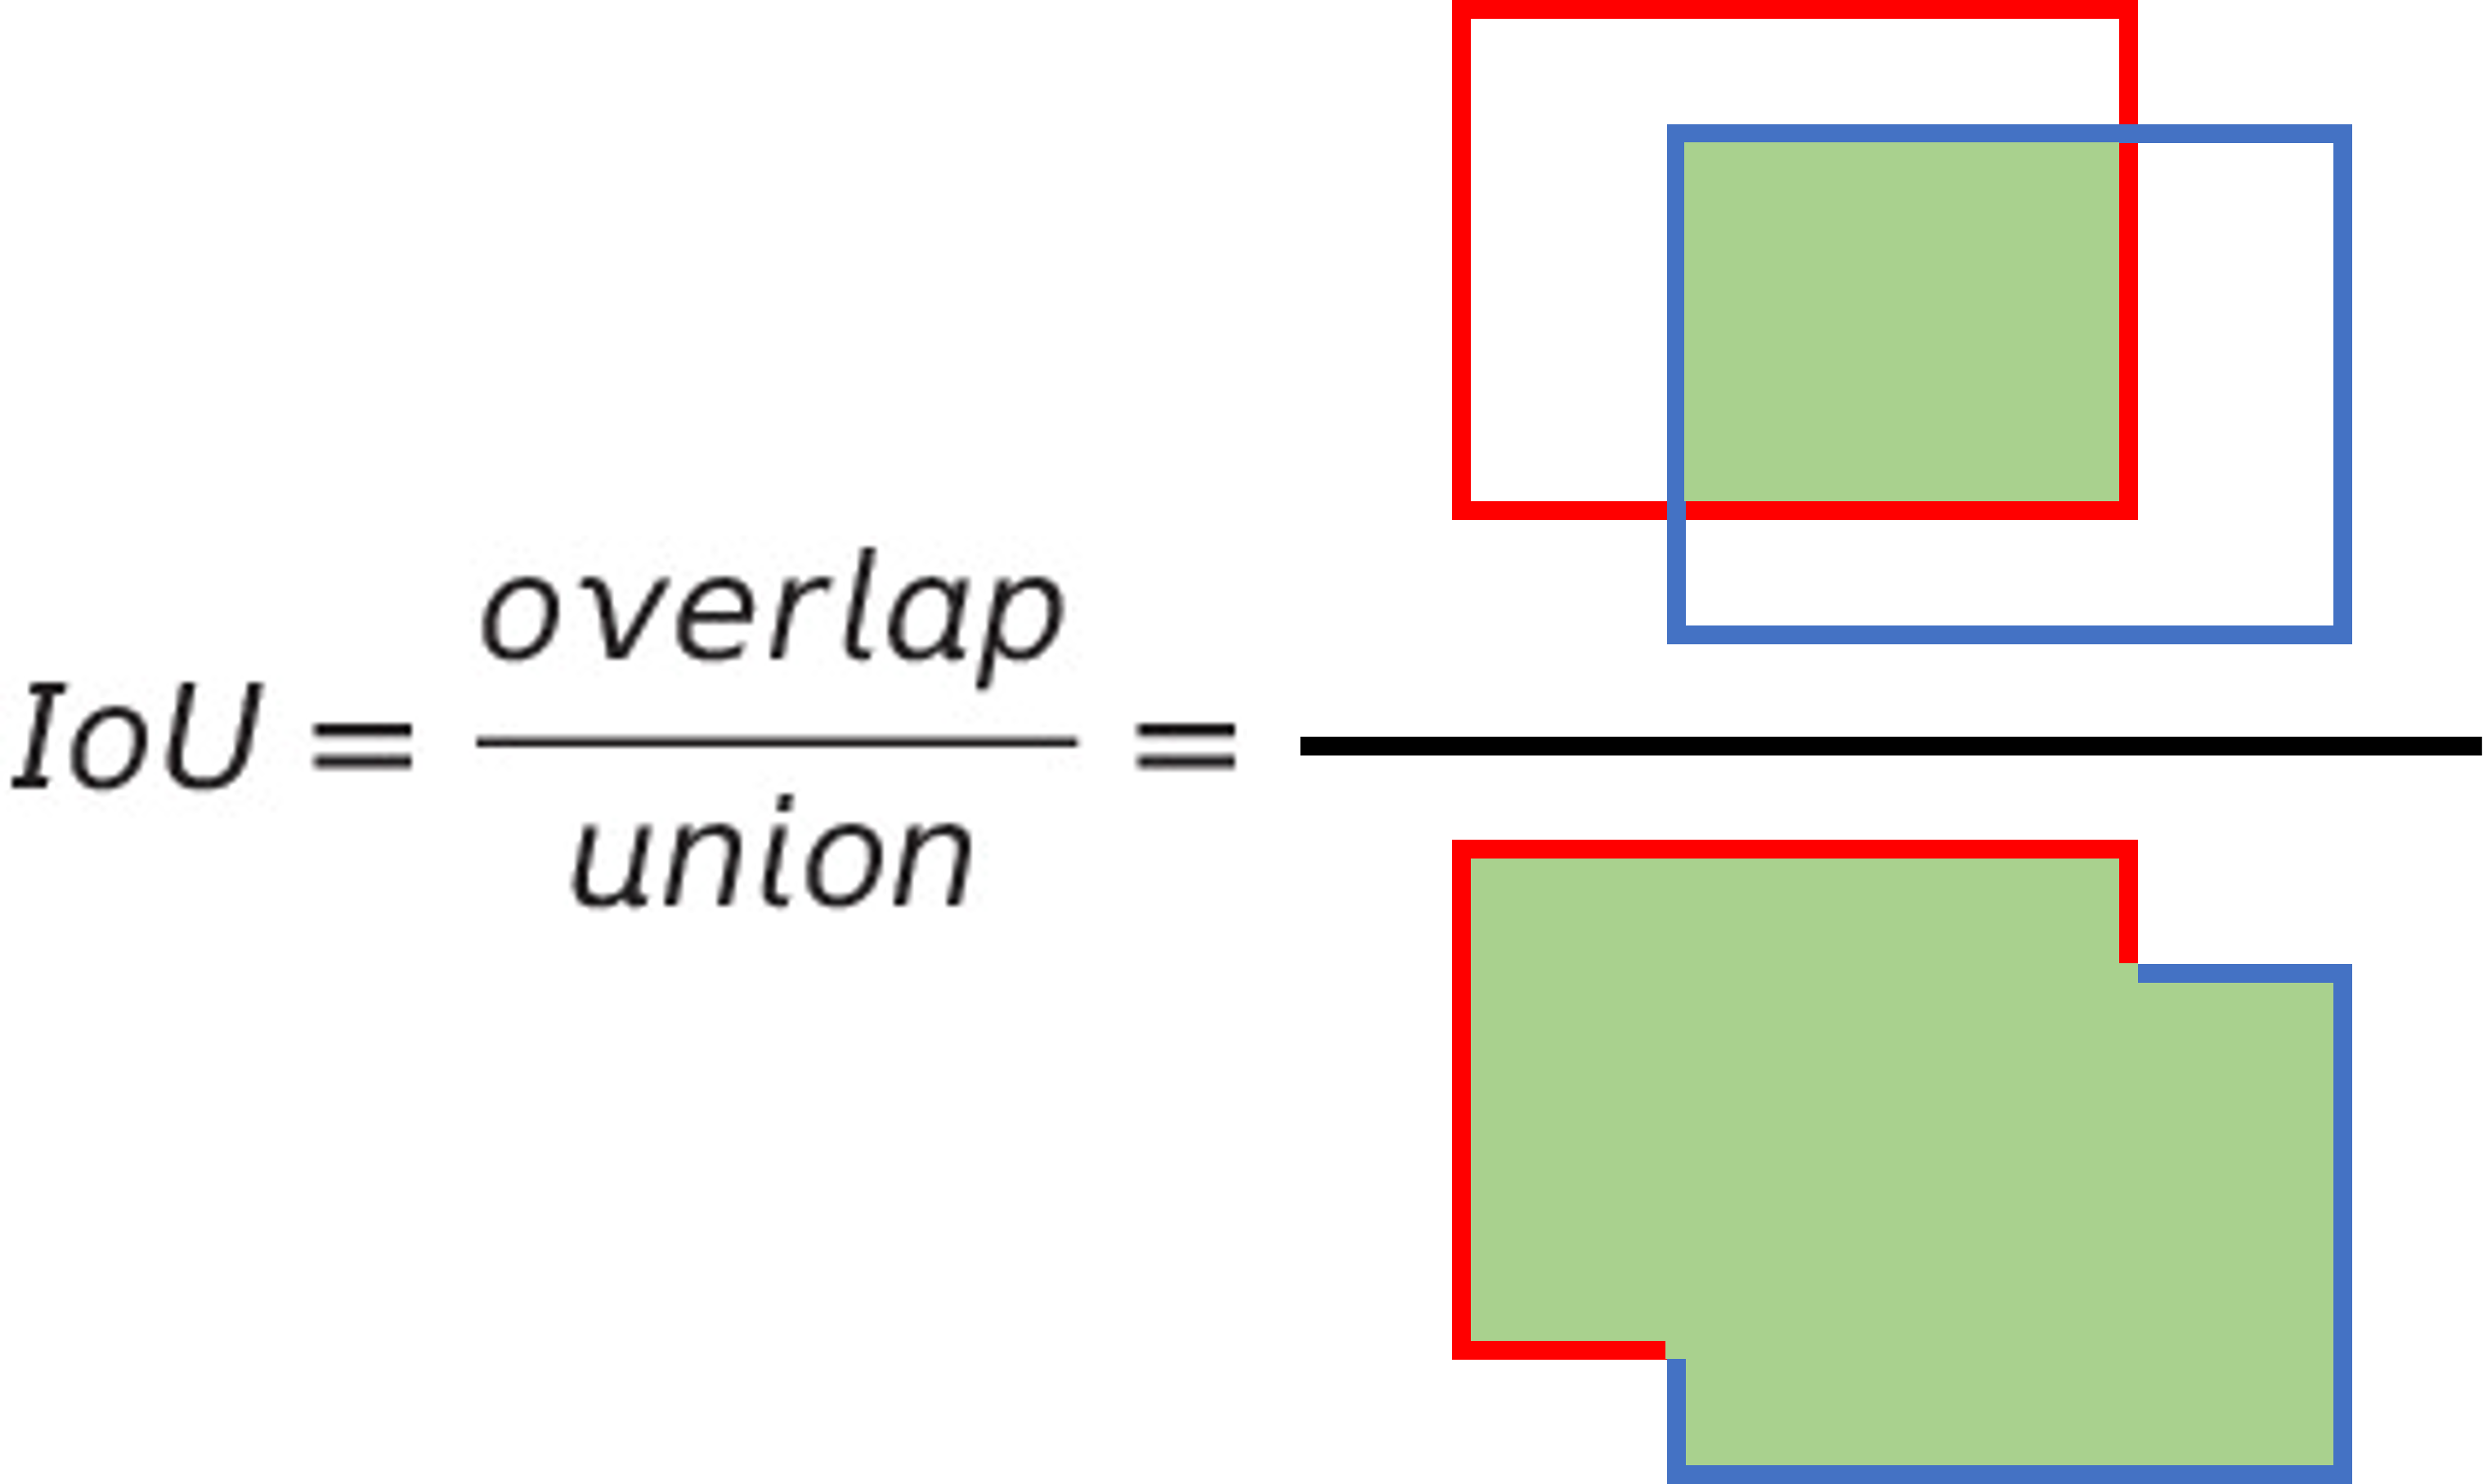 IoU = overlap / union =